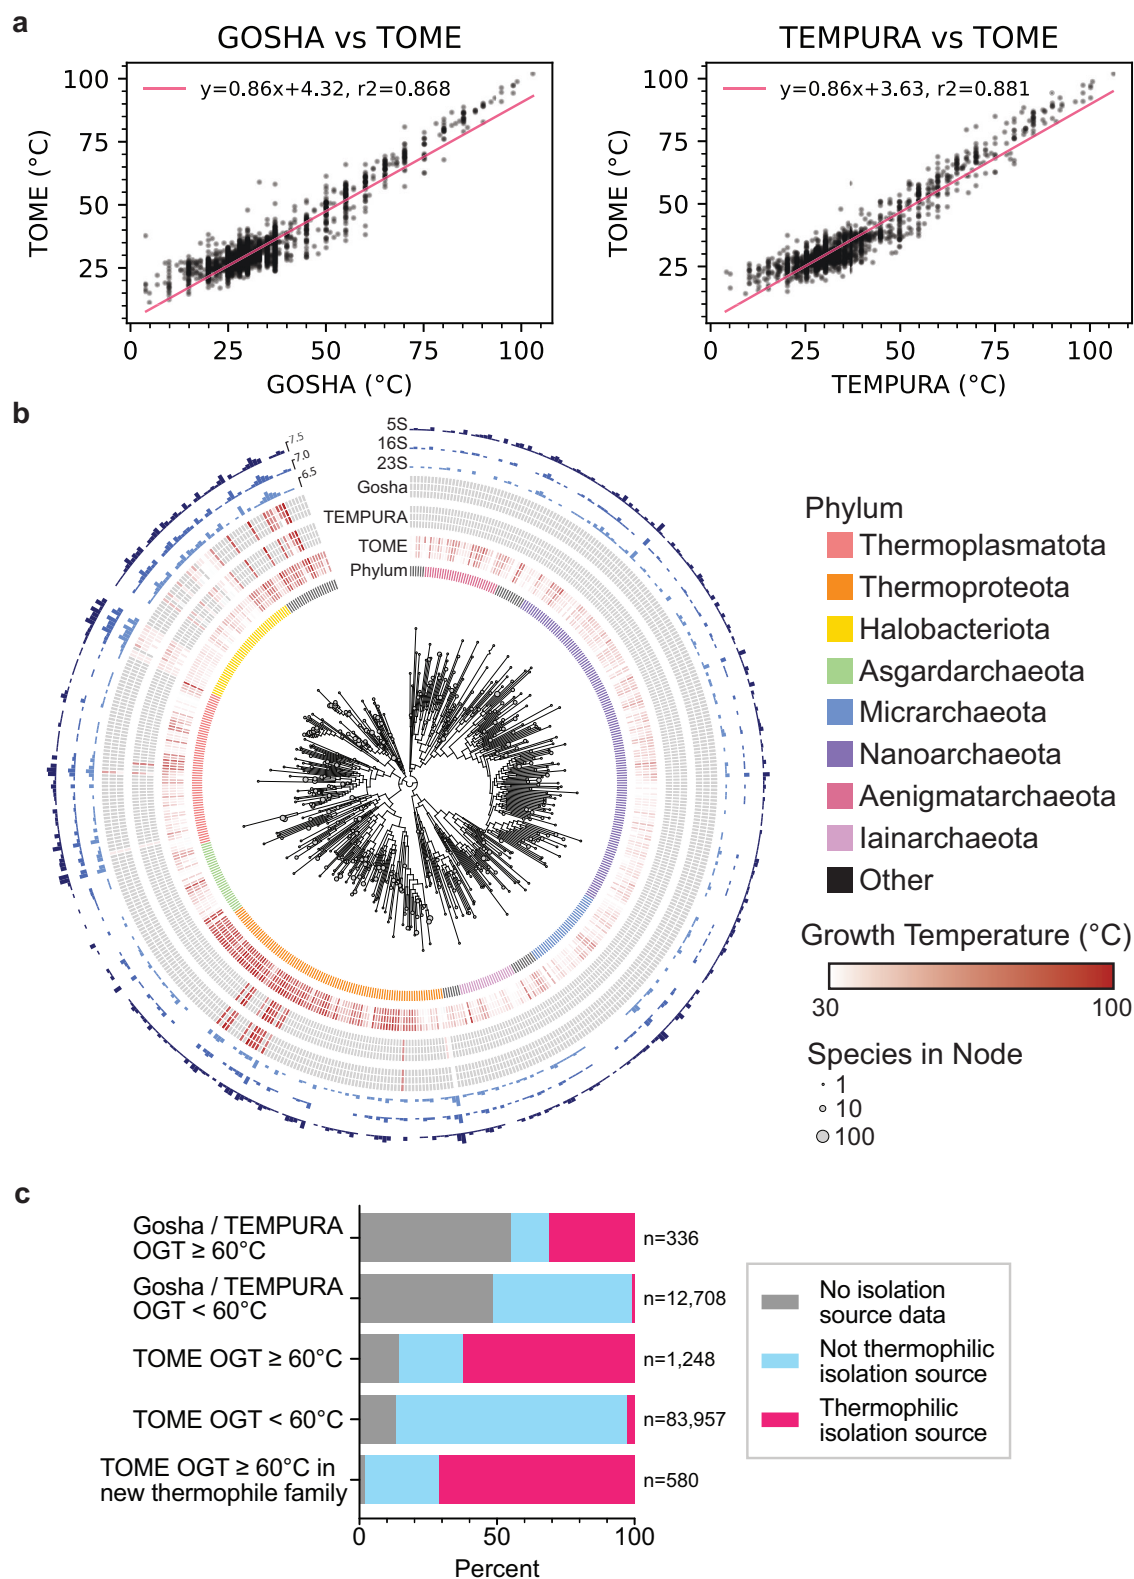 a
GOSHA vs TOME
y=0.86x+4.32, r2=0.868
100
75
50
25
TOME (°C)
0 25 50 75 100
GOSHA (°C)
TEMPURA vs TOME
y=0.86x+3.63, r2=0.881
100
75
50
25
TOME (°C)
0 25 50 75 100
TEMPURA (°C)
b
7.5
7.0
6.5
5S
16S
23S
Gosha
TEMPURA
TOME
Phylum
Phylum
Thermoplasmatota
Thermoproteota
Halobacteriota
Asgardarchaeota
Micrarchaeota
Nanoarchaeota
Aenigmatarchaeota
Iainarchaeota
Other
Growth Temperature (°C)
30 100
Species in Node
1
10
100
c
Gosha / TEMPURA
OGT ≥ 60°C
n=336
Gosha / TEMPURA
OGT < 60°C
n=12,708
TOME OGT ≥ 60°C
n=1,248
TOME OGT < 60°C
n=83,957
TOME OGT ≥ 60°C in
new thermophile family
n=580
0 50 100
Percent
No isolation
source data
Not thermophilic
isolation source
Thermophilic
isolation source